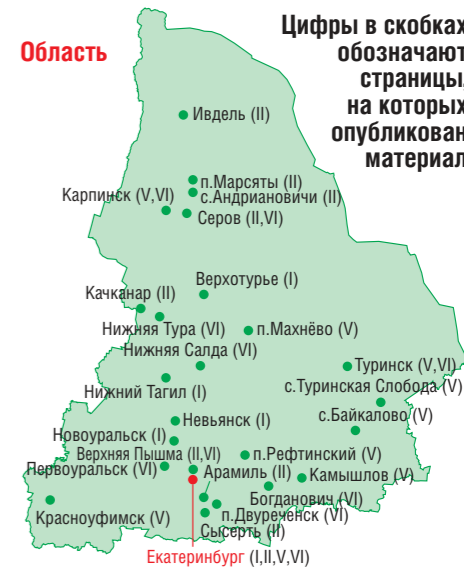 Область
Цифры в скобках
обозначают
страницы,
на которых
опубликован
материал
Ивдель (II)
п.Марсяты (II)
с.Андриановичи (II)
Карпинск (V,VI)
Серов (II,VI)
Верхотурье (I)
Качканар (II)
Нижняя Тура (VI)
п.Махнёво (V)
Нижняя Салда (VI)
Туринск (V,VI)
Нижний Тагил (I)
с.Туринская Слобода (V)
Невьянск (I)
с.Байкалово (V)
Новоуральск (I)
Верхняя Пышма (II,VI)
п.Рефтинский (V)
Первоуральск (VI)
Арамиль (II)
Камышлов (V)
Богданович (VI)
Красноуфимск (V)
п.Двуреченск (VI)
Сысерть (II)
Екатеринбург (I,II,V,VI)